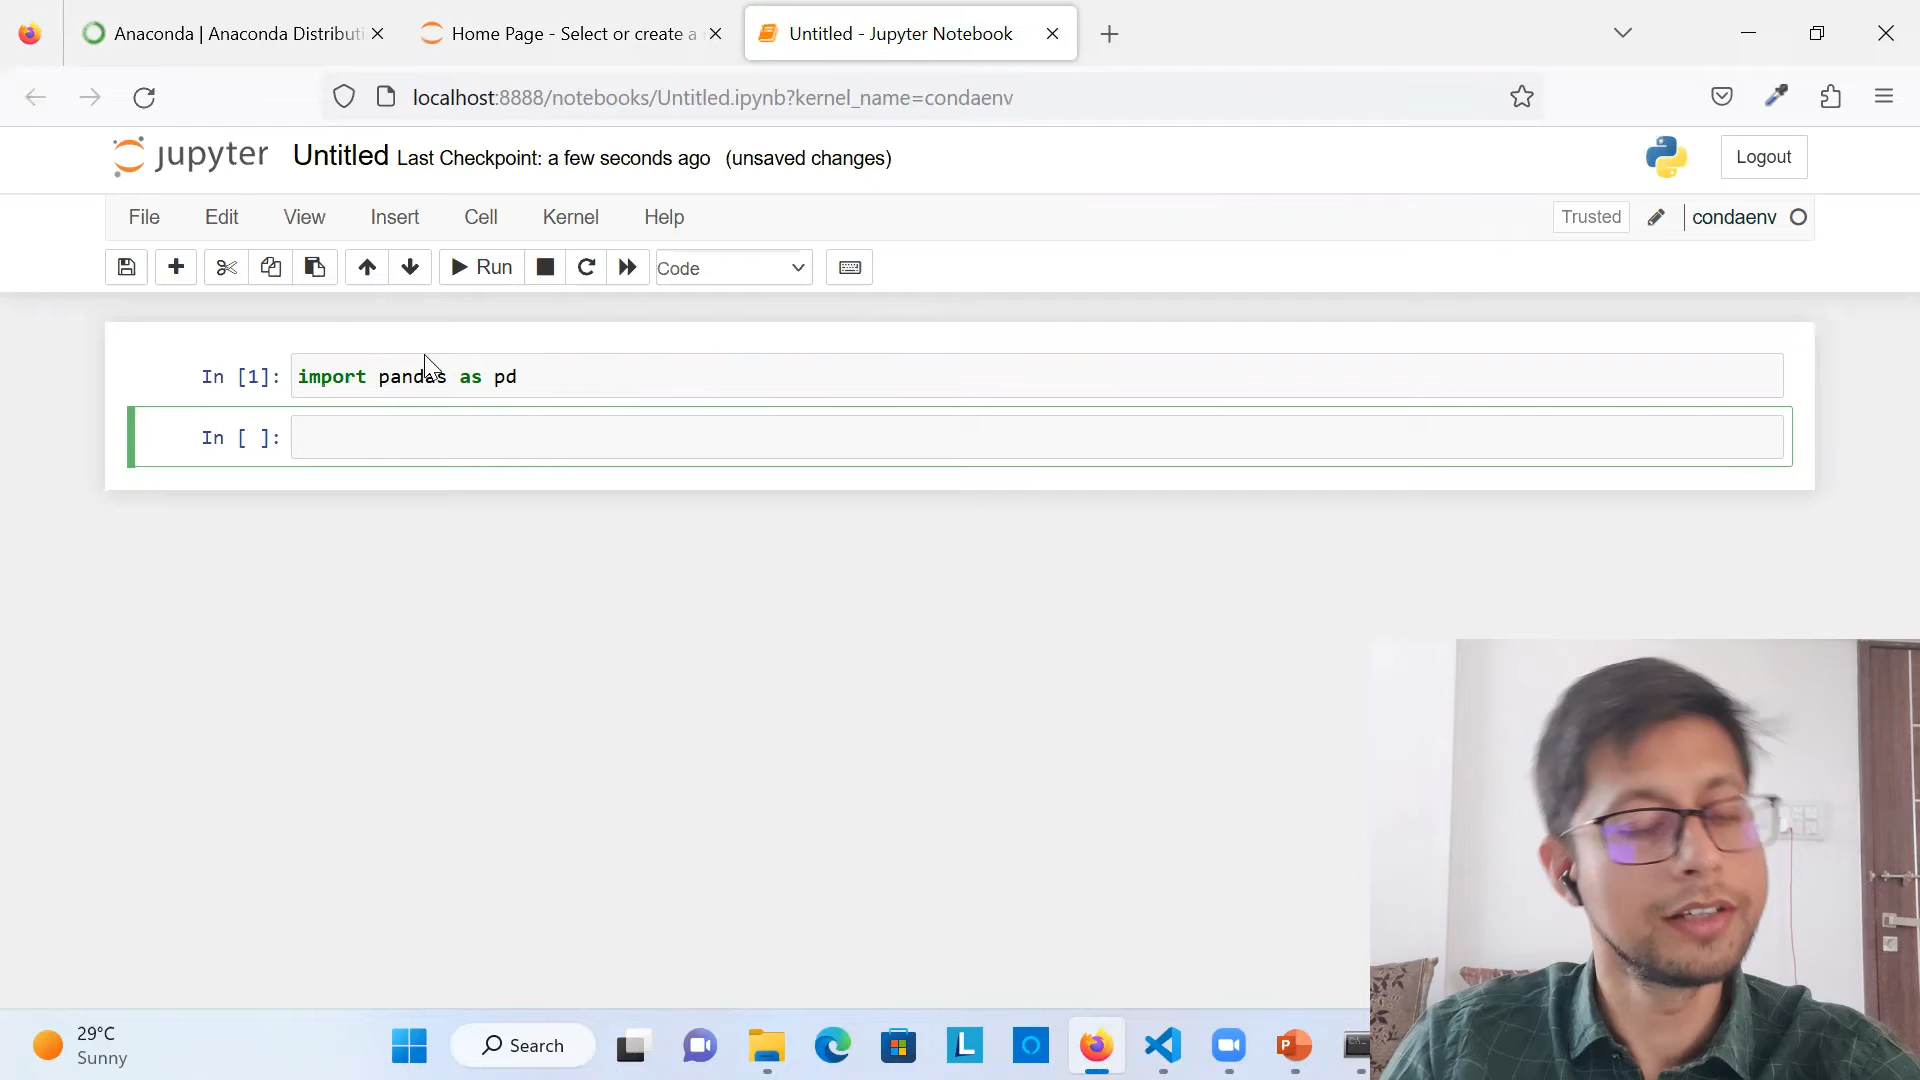 Anaconda | Anaconda Distributi
Home Page - Select or create a
Untitled - Jupyter Notebook
localhost:8888/notebooks/Untitled.ipynb?kernel_name=condaenv
jupyter Untitled Last Checkpoint: a few seconds ago (unsaved changes)
Logout
File Edit View Insert Cell Kernel Help
Trusted condaenv
Run Code
In [1]: import pandas as pd
In [ ]:
29°C
Sunny
Search
L
P